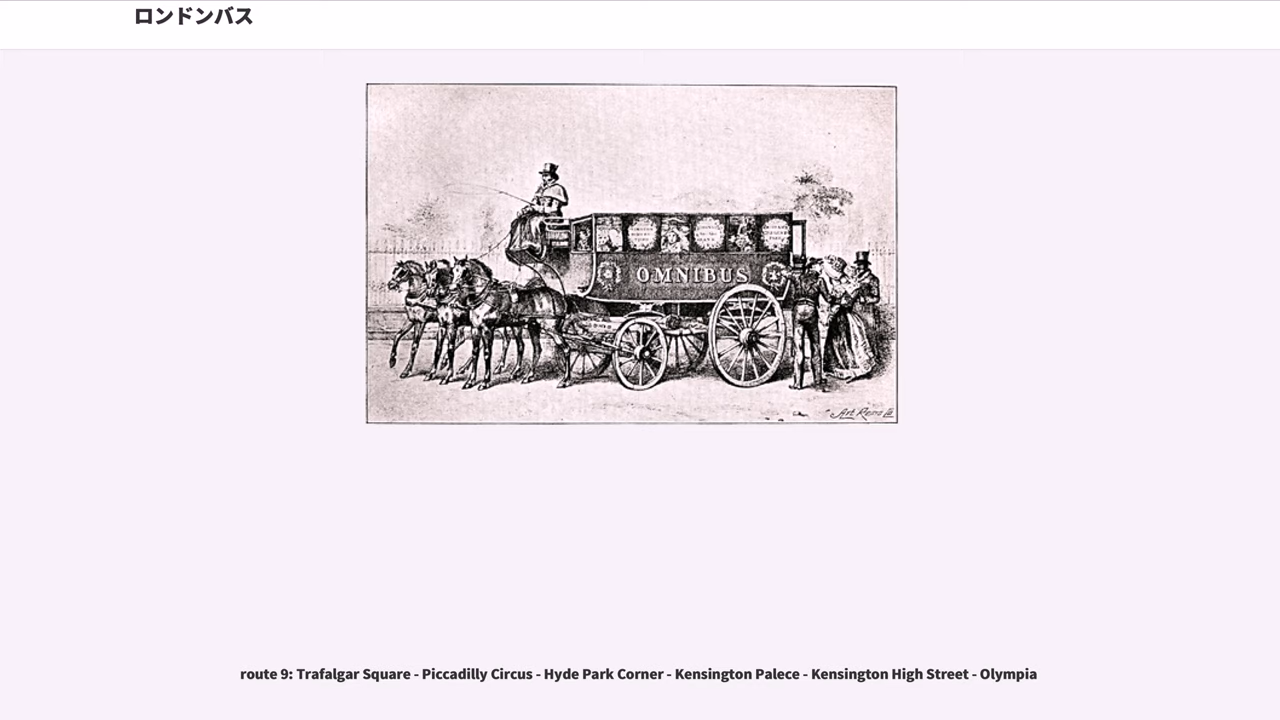 ロンドンバス
OMNIBUS
route 9: Trafalgar Square - Piccadilly Circus - Hyde Park Corner - Kensington Palece - Kensington High Street - Olympia